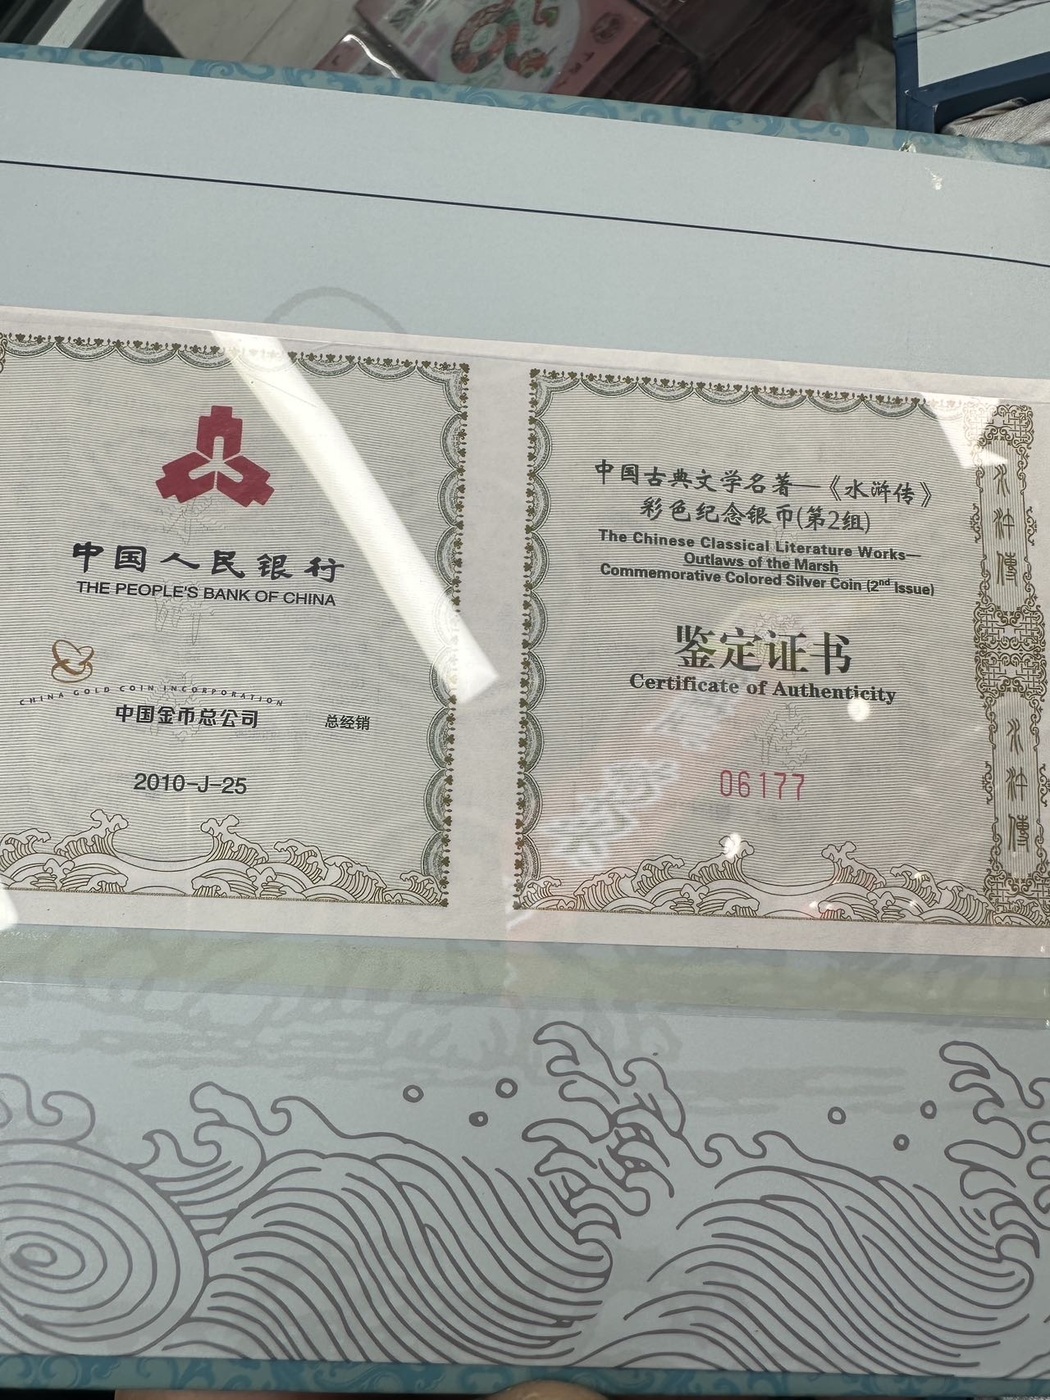 中国人民银行
THE PEOPLE'S BANK OF CHINA
CHINA GOLD COIN INCORPORATION
中国金币总公司 总经销
2010-J-25
中国古典文学名著—《水浒传》
彩色纪念银币(第2组)
The Chinese Classical Literature Works—
Outlaws of the Marsh
Commemorative Colored Silver Coin (2nd Issue)
鉴定证书
Certificate of Authenticity
06177
水浒传
水浒传